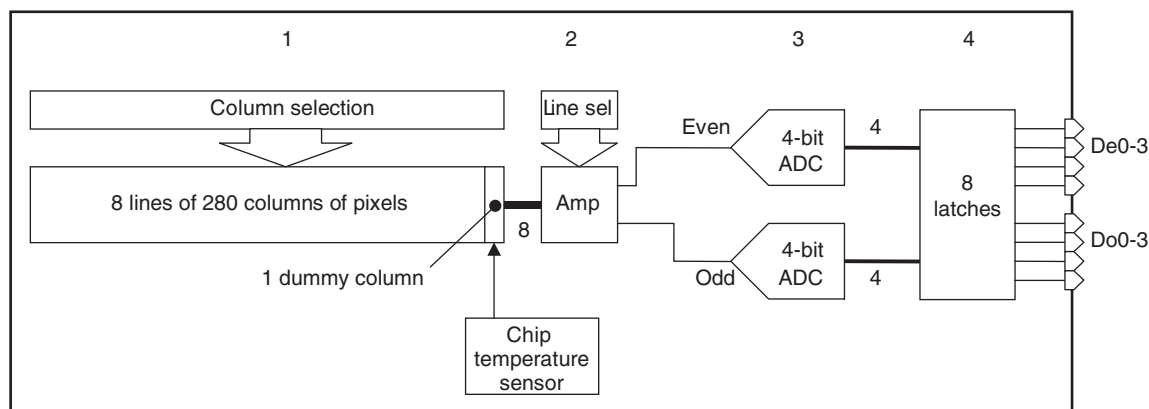 1
2
3
4
Column selection
Line sel
Even
4-bit
ADC
4
De0-3
8 lines of 280 columns of pixels
8
Amp
8
latches
1 dummy column
Odd
4-bit
ADC
4
Do0-3
Chip
temperature
sensor